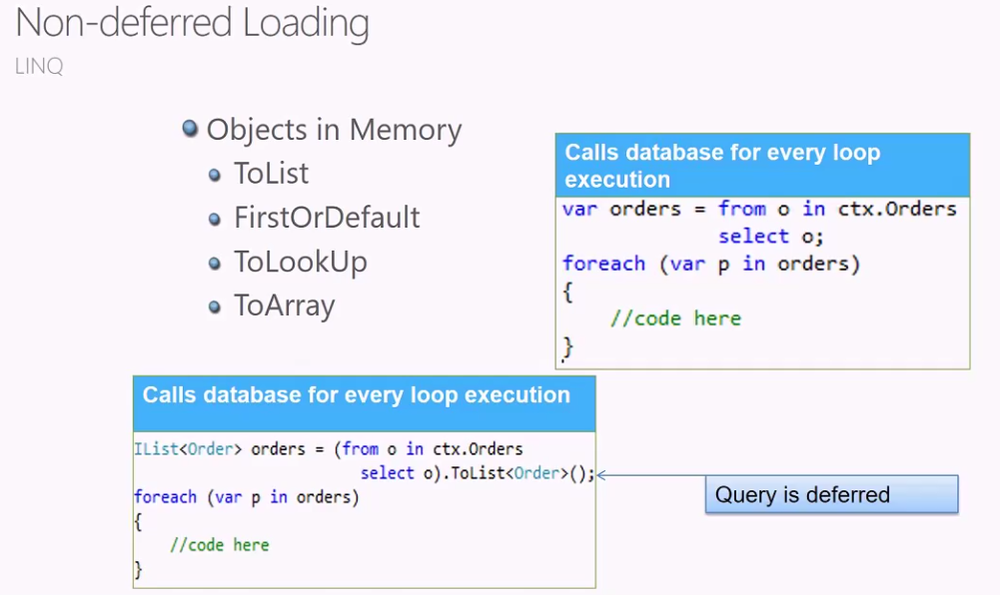 Non-deferred Loading
LINQ
Objects in Memory
ToList
FirstOrDefault
ToLookUp
ToArray
Calls database for every loop
execution
var orders = from o in ctx.Orders
select o;
foreach (var p in orders)
{
//code here
}
Calls database for every loop execution
IList<Order> orders = (from o in ctx.Orders
select o).ToList<Order>();
foreach (var p in orders)
{
//code here
}
Query is deferred